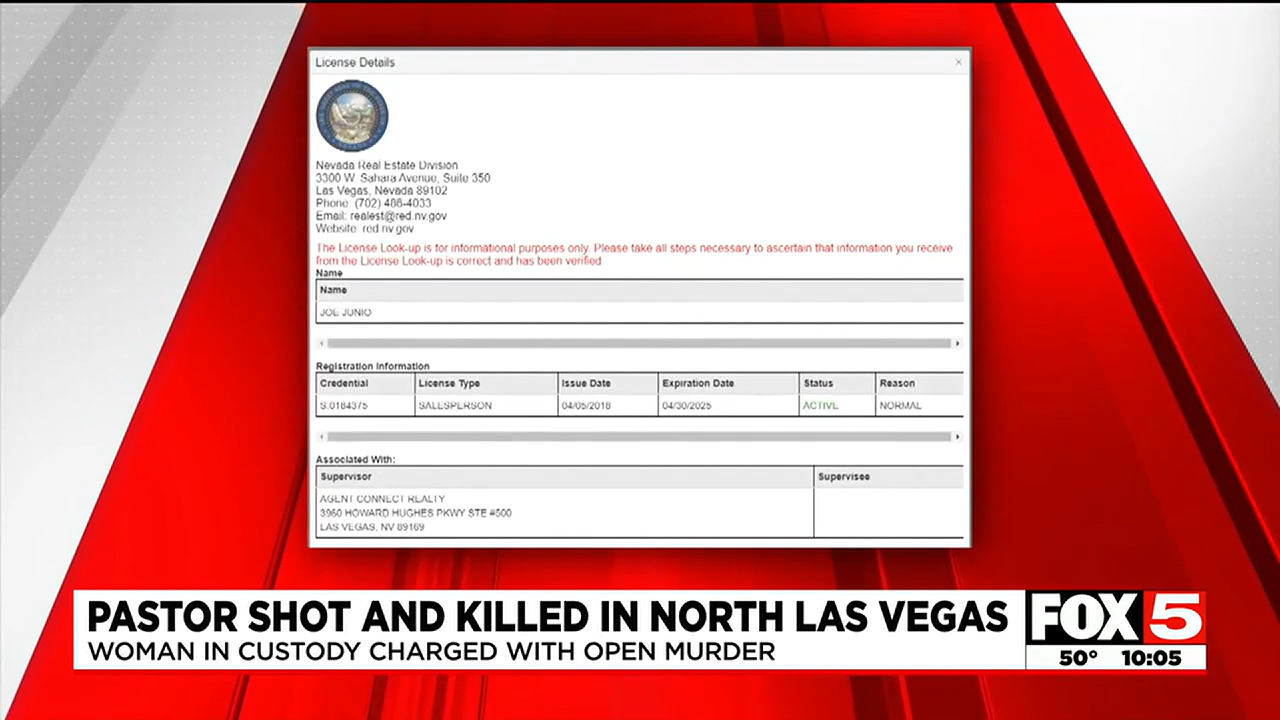 License Details
×
Nevada Real Estate Division
3300 W. Sahara Avenue, Suite 350
Las Vegas, Nevada 89102
Phone: (702) 486-4033
Email: realest@red.nv.gov
Website: red.nv.gov
The License Look-up is for informational purposes only. Please take all steps necessary to ascertain that information you receive
from the License Look-up is correct and has been verified
Name
Name
JOE JUNIO
Registration Information
Credential License Type Issue Date Expiration Date Status Reason
S.0184375 SALESPERSON 04/05/2018 04/30/2025 ACTIVE NORMAL
Associated With:
Supervisor Supervisee
AGENT CONNECT REALTY
3960 HOWARD HUGHES PKWY STE #500
LAS VEGAS, NV 89169
PASTOR SHOT AND KILLED IN NORTH LAS VEGAS
WOMAN IN CUSTODY CHARGED WITH OPEN MURDER
FOX 5
50° 10:05